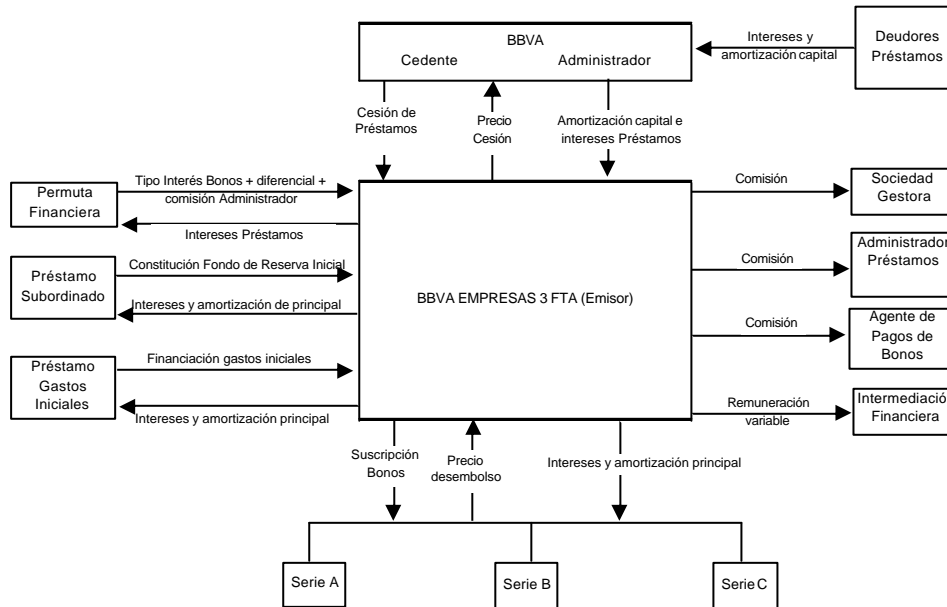 BBVA
Cedente
Administrador
Intereses y
amortización capital
Deudores
Préstamos
Cesión de
Préstamos
Precio
Cesión
Amortización capital e
intereses Préstamos
Permuta
Financiera
Tipo Interés Bonos + diferencial +
comisión Administrador
Intereses Préstamos
Préstamo
Subordinado
Constitución Fondo de Reserva Inicial
Intereses y amortización de principal
Préstamo
Gastos
Iniciales
Financiación gastos iniciales
Intereses y amortización principal
BBVA EMPRESAS 3 FTA (Emisor)
Comisión
Sociedad
Gestora
Comisión
Administrador
Préstamos
Comisión
Agente de
Pagos de
Bonos
Remuneración
variable
Intermediación
Financiera
Suscripción
Bonos
Precio
desembolso
Intereses y amortización principal
Serie A
Serie B
Serie C